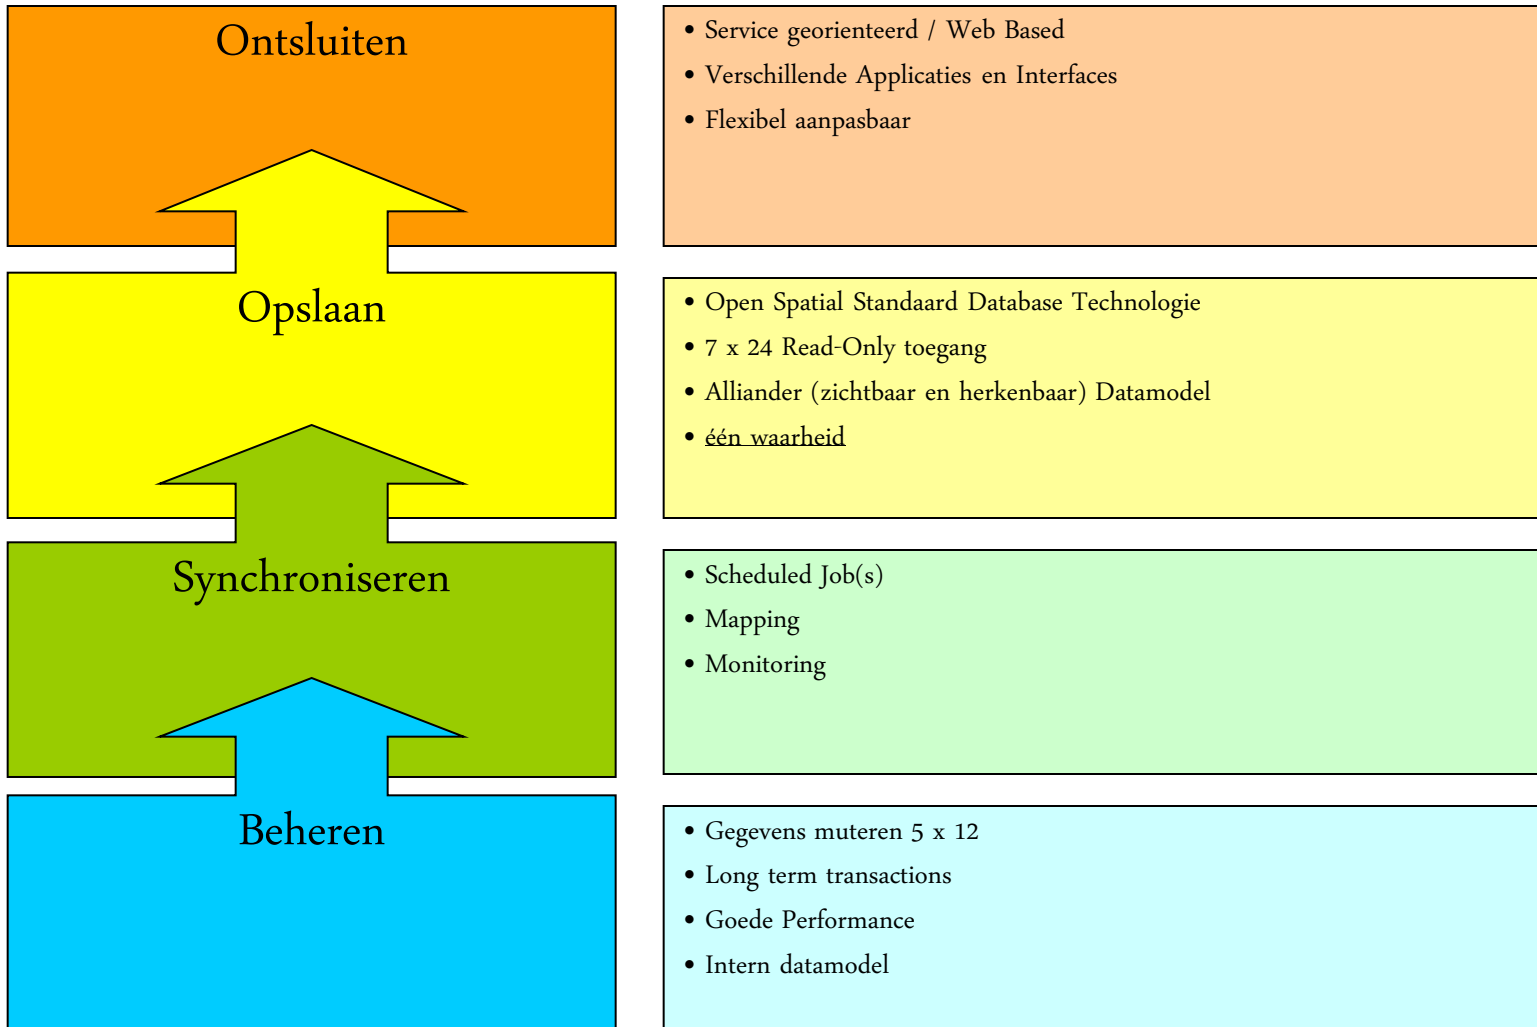 Ontsluiten
• Service georienteerd / Web Based
• Verschillende Applicaties en Interfaces
• Flexibel aanpasbaar
Opslaan
• Open Spatial Standaard Database Technologie
• 7 x 24 Read-Only toegang
• Alliander (zichtbaar en herkenbaar) Datamodel
• één waarheid
Synchroniseren
• Scheduled Job(s)
• Mapping
• Monitoring
Beheren
• Gegevens muteren 5 x 12
• Long term transactions
• Goede Performance
• Intern datamodel